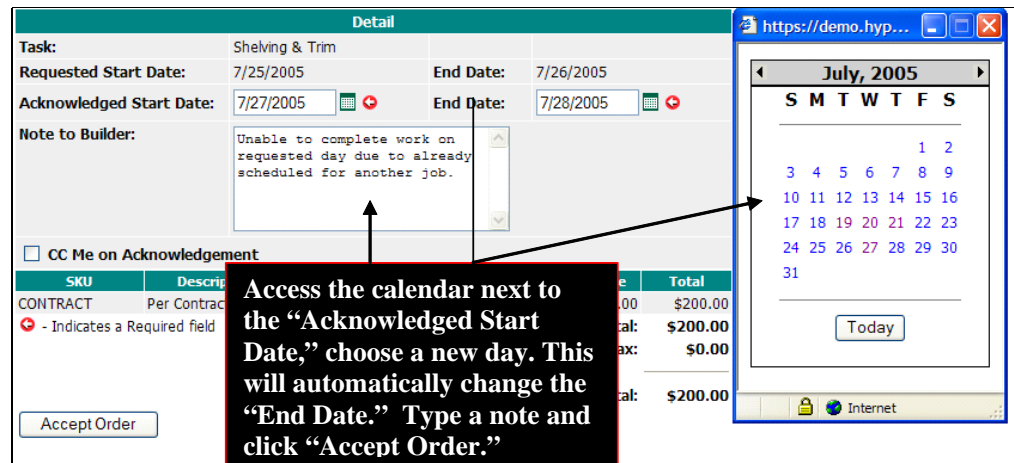 Detail
Task: Shelving & Trim
Requested Start Date: 7/25/2005 End Date: 7/26/2005
Acknowledged Start Date: 7/27/2005 End Date: 7/28/2005
Note to Builder:
Unable to complete work on
requested day due to already
scheduled for another job.
CC Me on Acknowledgement
SKU Descrip e Total
CONTRACT Per Contrac .00 $200.00
- Indicates a Required field tal: $200.00
ax: $0.00
tal: $200.00
Accept Order
Access the calendar next to
the “Acknowledged Start
Date,” choose a new day. This
will automatically change the
“End Date.” Type a note and
click “Accept Order.”
https://demo.hyp...
July, 2005
S M T W T F S
1 2
3 4 5 6 7 8 9
10 11 12 13 14 15 16
17 18 19 20 21 22 23
24 25 26 27 28 29 30
31
Today
Internet